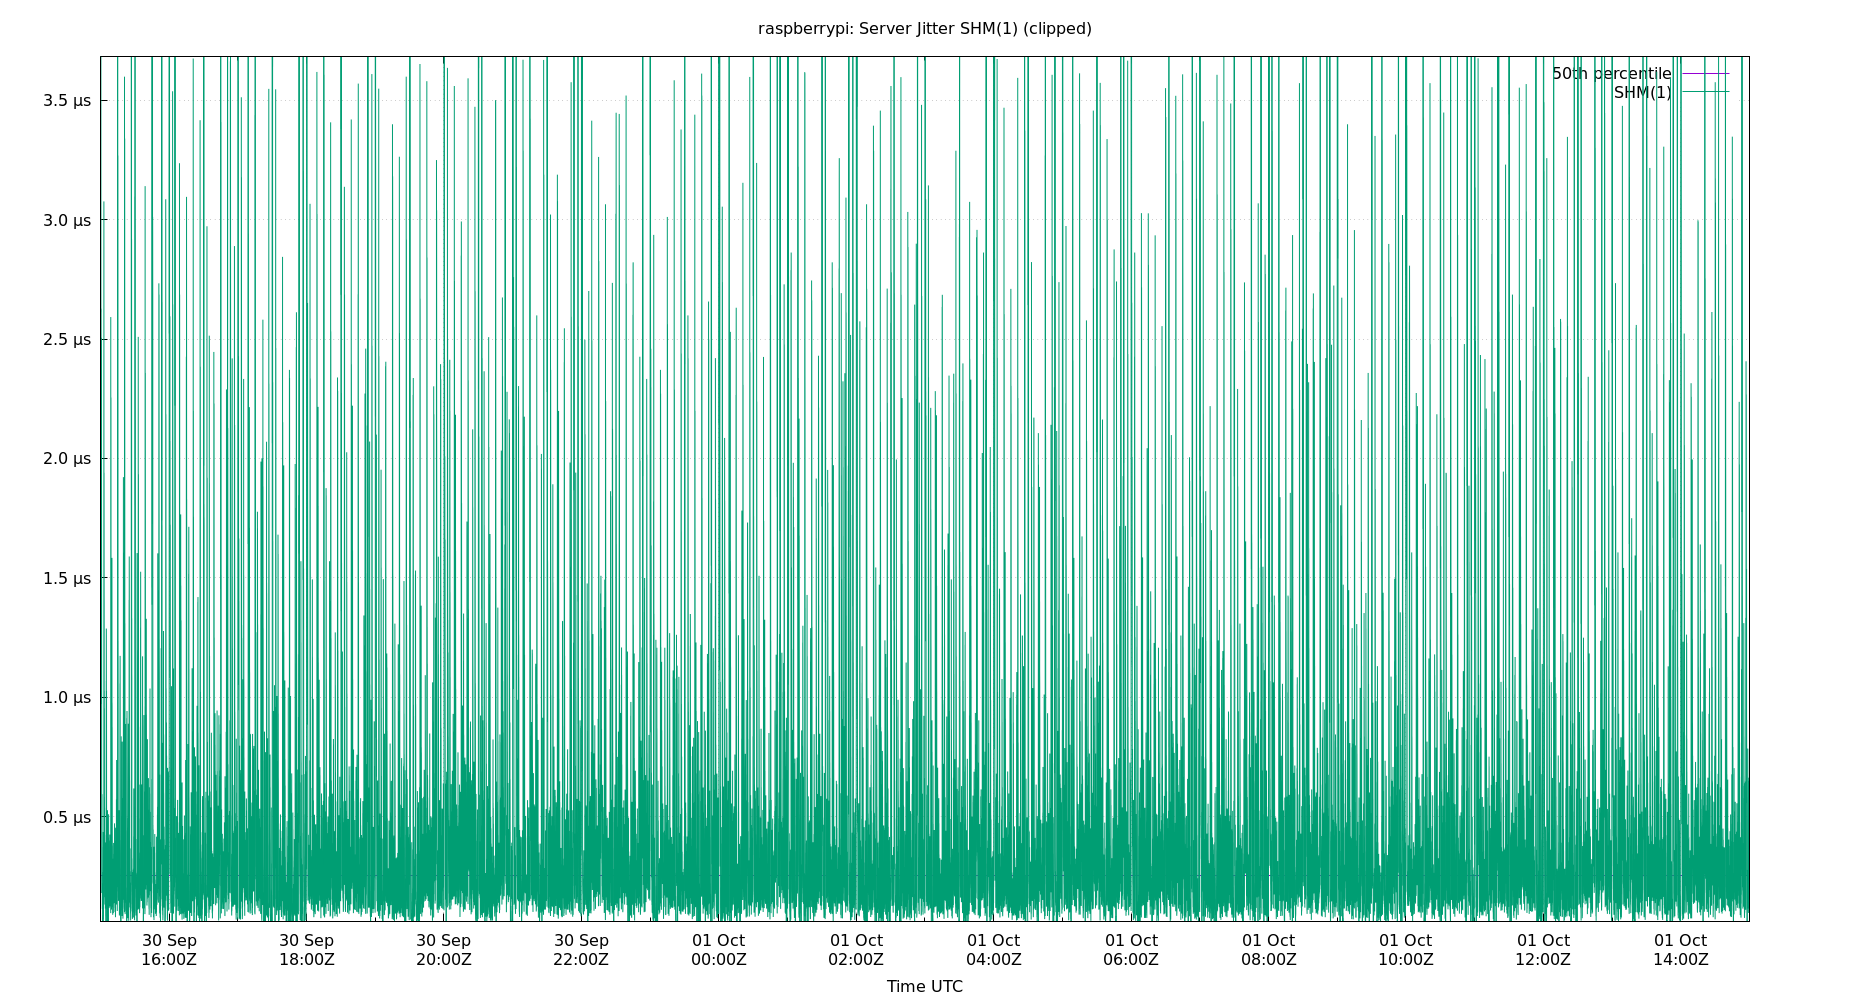 raspberrypi: Server Jitter SHM(1) (clipped)
50th percentile
SHM(1)
3.5 μs
3.0 μs
2.5 μs
2.0 μs
1.5 μs
1.0 μs
0.5 μs
30 Sep 30 Sep 30 Sep 30 Sep 01 Oct 01 Oct 01 Oct 01 Oct 01 Oct 01 Oct 01 Oct 01 Oct
16:00Z 18:00Z 20:00Z 22:00Z 00:00Z 02:00Z 04:00Z 06:00Z 08:00Z 10:00Z 12:00Z 14:00Z
Time UTC